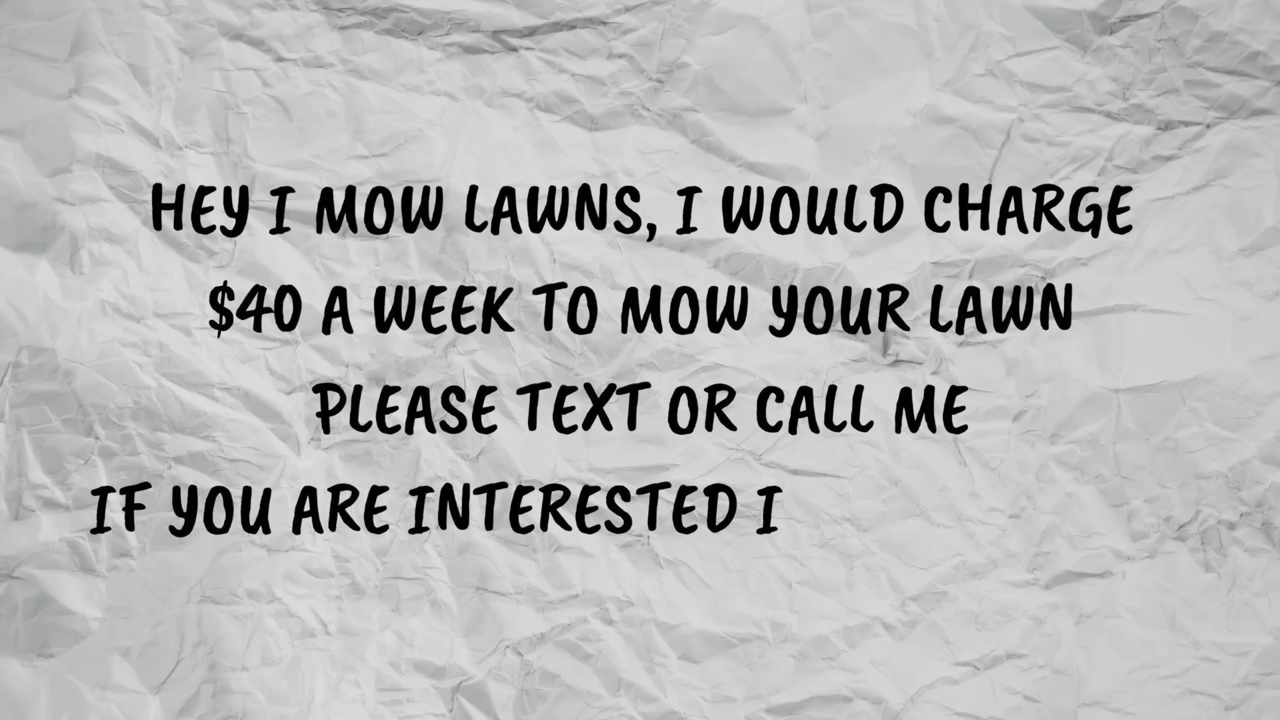 HEY I MOW LAWNS, I WOULD CHARGE
$40 A WEEK TO MOW YOUR LAWN
PLEASE TEXT OR CALL ME
IF YOU ARE INTERESTED I